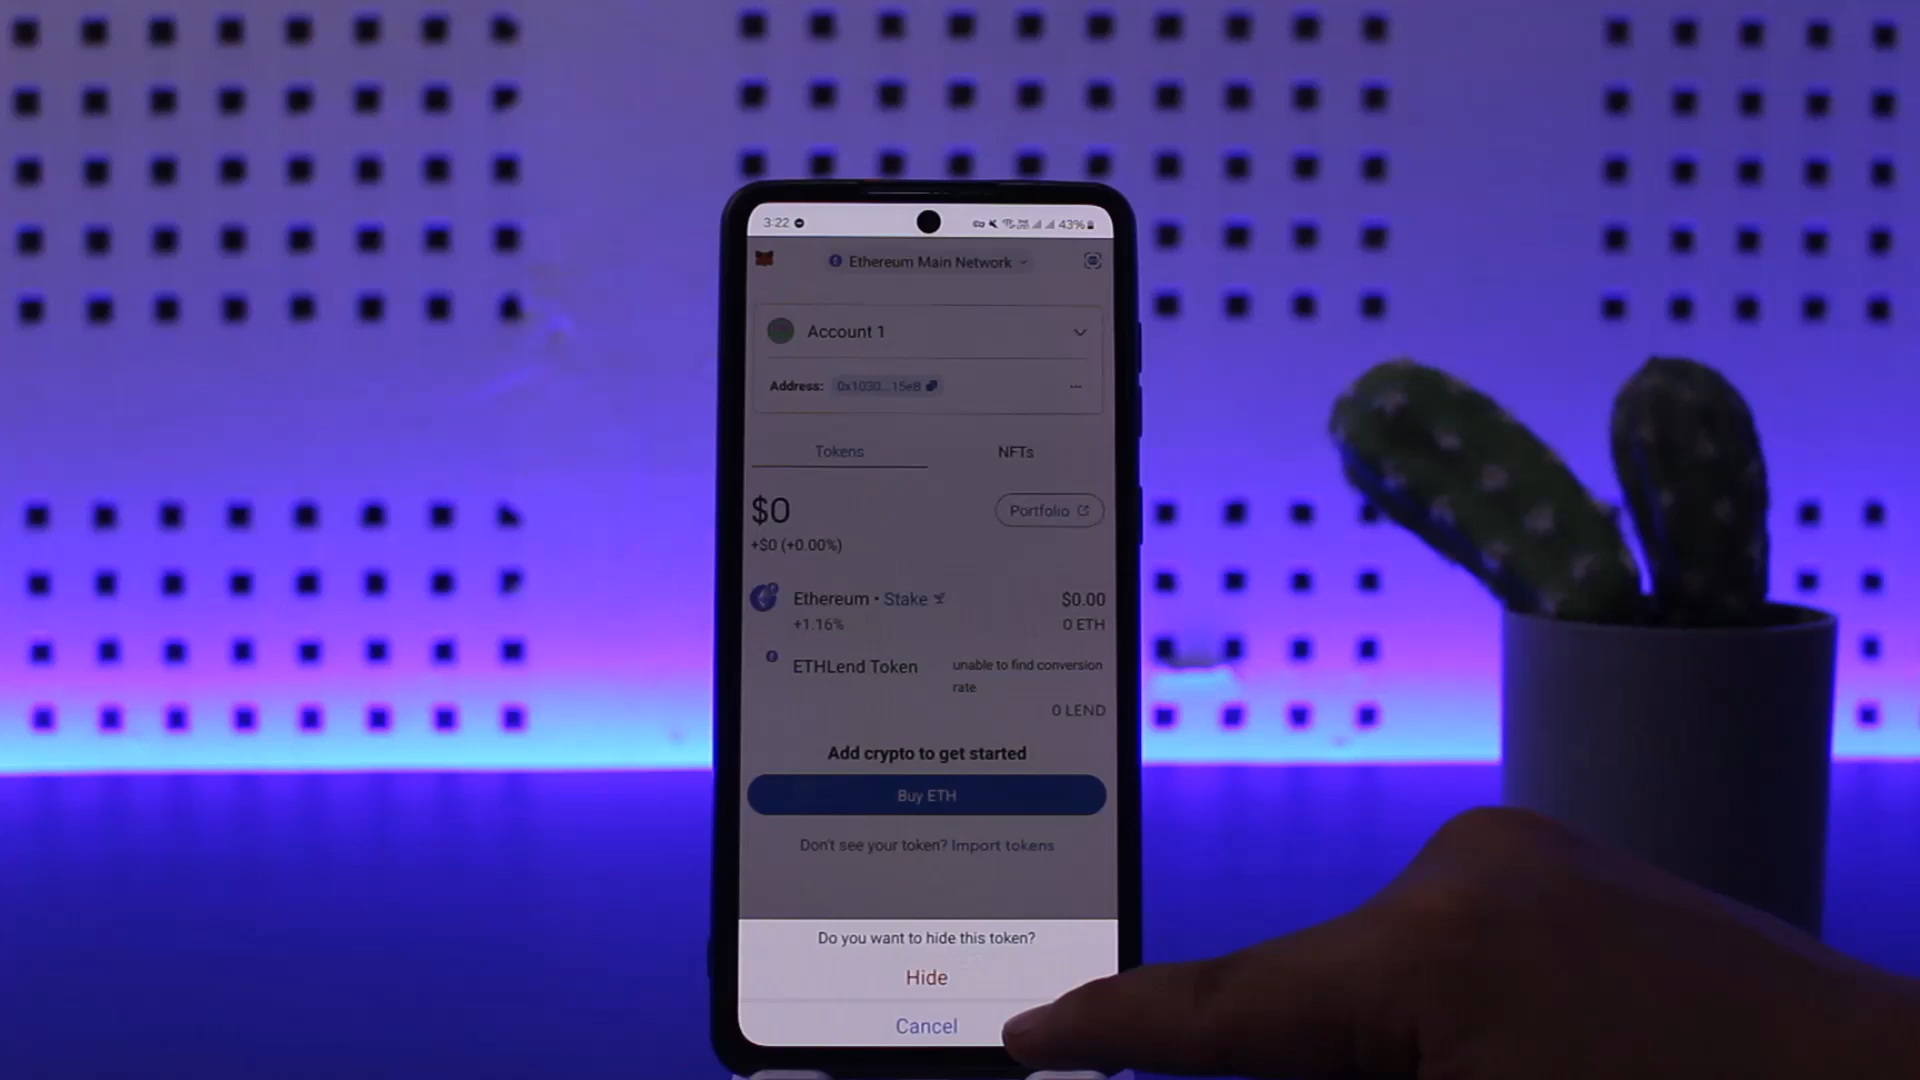 3:22
43%
Ethereum Main Network
Account 1
Address: 0x1030...15e8
Tokens
NFTs
$0
Portfolio
+$0 (+0.00%)
Ethereum • Stake
$0.00
+1.16%
0 ETH
ETHLend Token
unable to find conversion
rate
0 LEND
Add crypto to get started
Buy ETH
Don't see your token? Import tokens
Do you want to hide this token?
Hide
Cancel